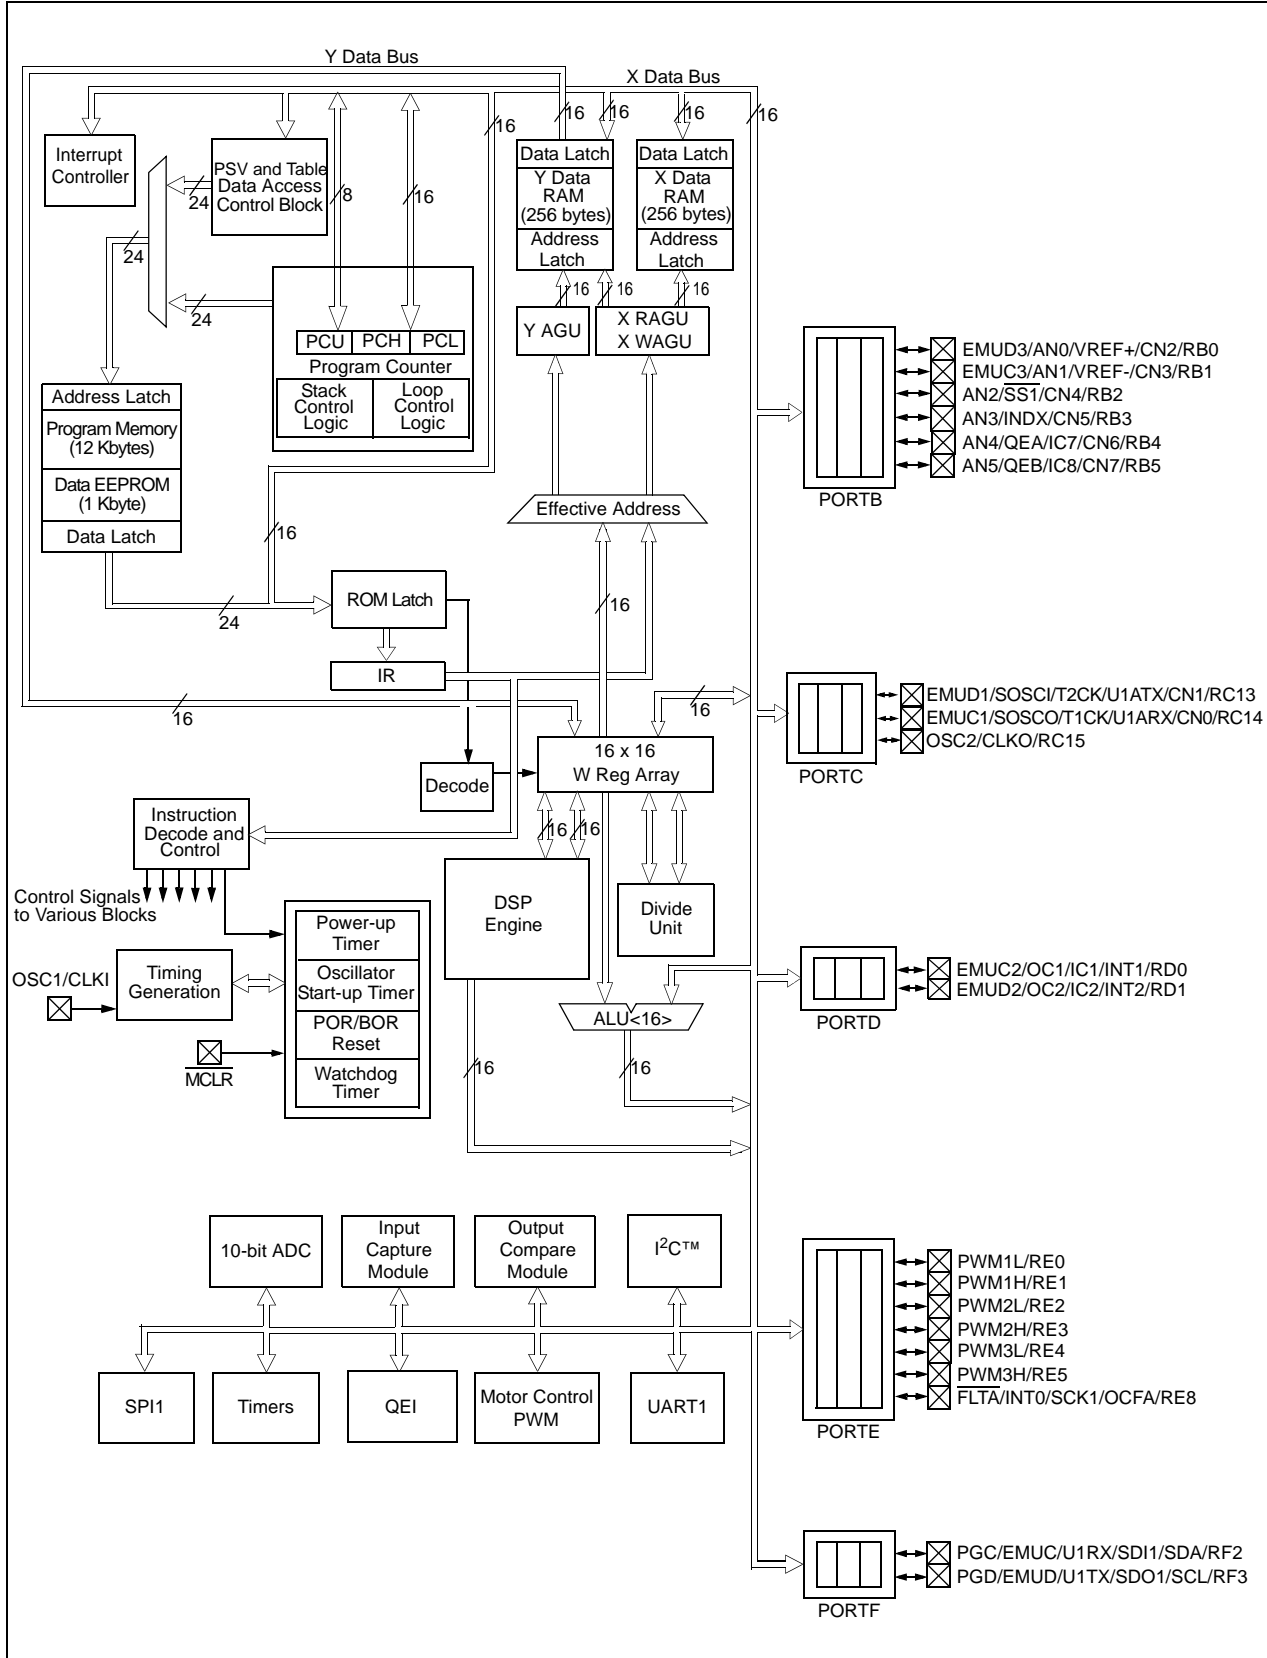 Y Data Bus
X Data Bus
16
16
16
16
16
Interrupt
Controller
PSV and Table
Data Access
Control Block
24
8
16
24
24
Data Latch
Y Data
RAM
(256 bytes)
Address
Latch
Data Latch
X Data
RAM
(256 bytes)
Address
Latch
16
16
16
Y AGU
X RAGU
X WAGU
PCU
PCH
PCL
Program Counter
Stack
Control
Logic
Loop
Control
Logic
Address Latch
Program Memory
(12 Kbytes)
Data EEPROM
(1 Kbyte)
Data Latch
Effective Address
16
24
16
ROM Latch
IR
16
16
16 x 16
W Reg Array
Decode
Instruction
Decode and
Control
16
16
DSP
Engine
Divide
Unit
Control Signals
to Various Blocks
Power-up
Timer
Oscillator
Start-up Timer
POR/BOR
Reset
Watchdog
Timer
OSC1/CLKI
Timing
Generation
MCLR
ALU<16>
16
16
10-bit ADC
Input
Capture
Module
Output
Compare
Module
I2C™
SPI1
Timers
QEI
Motor Control
PWM
UART1
EMUD3/AN0/VREF+/CN2/RB0
EMUC3/AN1/VREF-/CN3/RB1
AN2/SS1/CN4/RB2
AN3/INDX/CN5/RB3
AN4/QEA/IC7/CN6/RB4
AN5/QEB/IC8/CN7/RB5
PORTB
EMUD1/SOSCI/T2CK/U1ATX/CN1/RC13
EMUC1/SOSCO/T1CK/U1ARX/CN0/RC14
OSC2/CLKO/RC15
PORTC
EMUC2/OC1/IC1/INT1/RD0
EMUD2/OC2/IC2/INT2/RD1
PORTD
PWM1L/RE0
PWM1H/RE1
PWM2L/RE2
PWM2H/RE3
PWM3L/RE4
PWM3H/RE5
FLTA/INT0/SCK1/OCFA/RE8
PORTE
PGC/EMUC/U1RX/SDI1/SDA/RF2
PGD/EMUD/U1TX/SDO1/SCL/RF3
PORTF